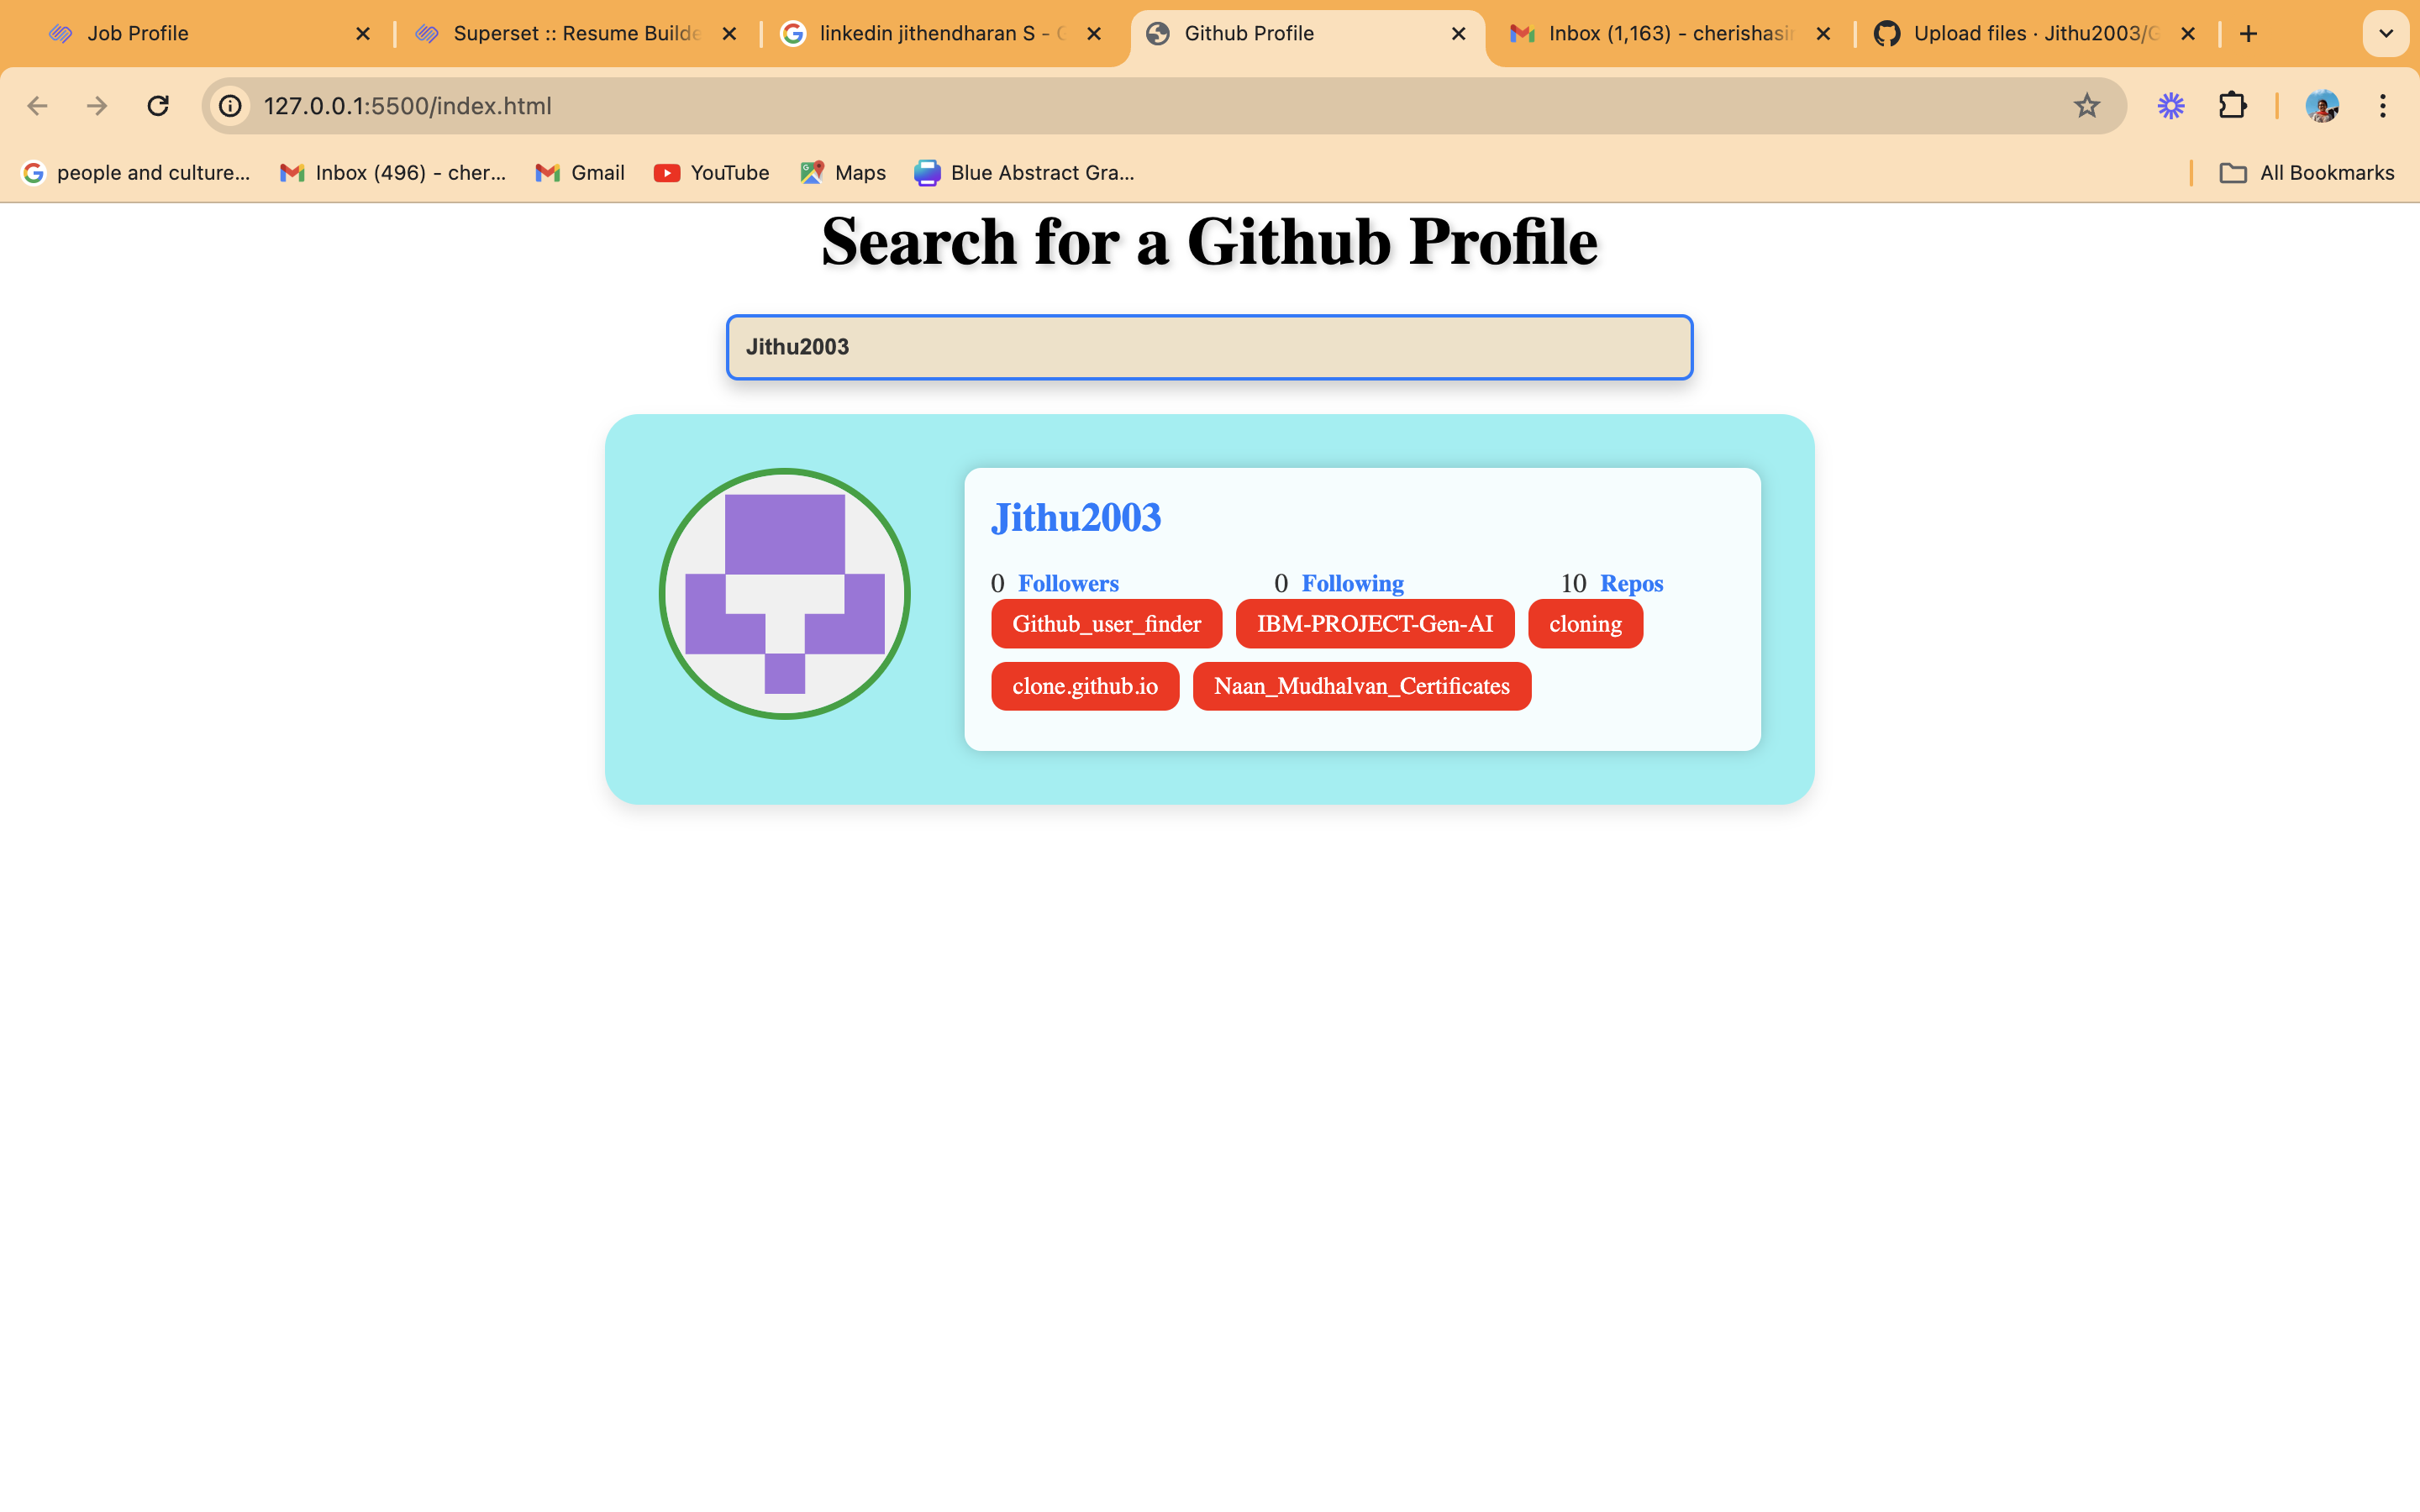 Job Profile
Superset :: Resume Builde
linkedin jithendharan S - G
Github Profile
Inbox (1,163) - cherishasin
Upload files · Jithu2003/G
127.0.0.1:5500/index.html
people and culture...
Inbox (496) - cher...
Gmail
YouTube
Maps
Blue Abstract Gra...
All Bookmarks
Search for a Github Profile
Jithu2003
Jithu2003
0 Followers
0 Following
10 Repos
Github_user_finder
IBM-PROJECT-Gen-AI
cloning
clone.github.io
Naan_Mudhalvan_Certificates